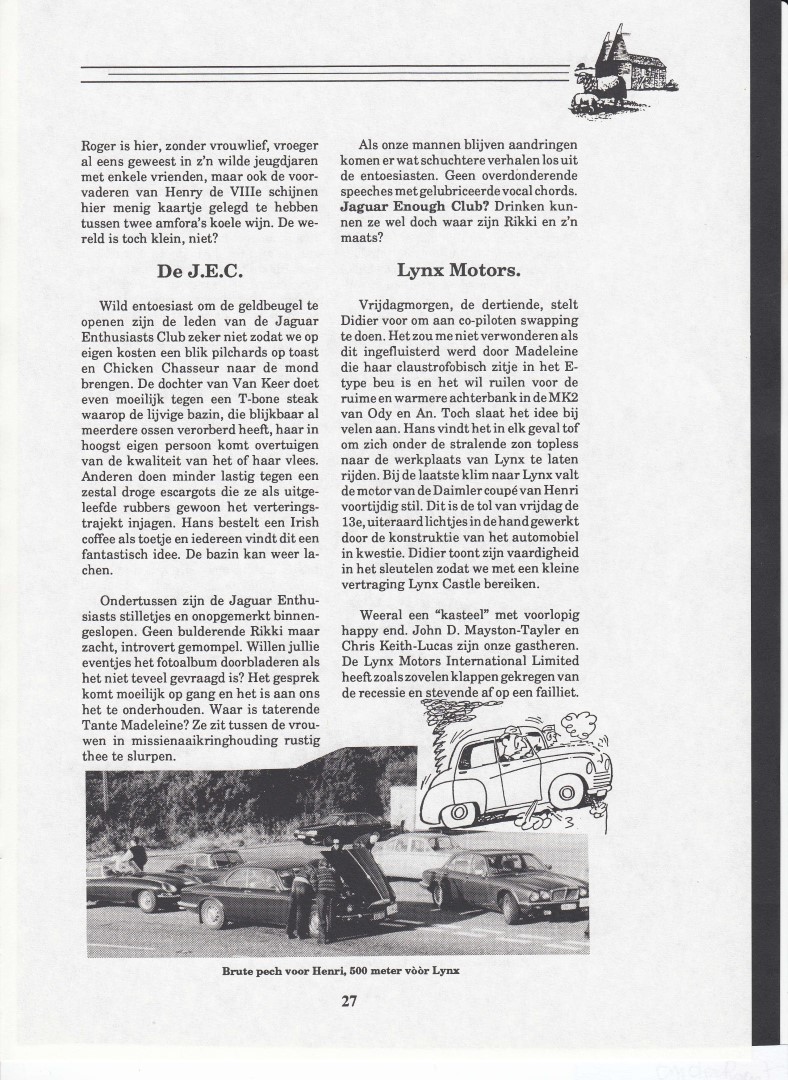 Roger is hier, zonder vrouwlief, vroeger
al eens geweest in z'n wilde jeugdjaren
met enkele vrienden, maar ook de voor-
vaderen van Henry de VIIIe schijnen
hier menig kaartje gelegd te hebben
tussen twee amfora's koele wijn. De we-
reld is toch klein, niet?
De J.E.C.
Wild entoesiast om de geldbeugel te
openen zijn de leden van de Jaguar
Enthusiasts Club zeker niet zodat we op
eigen kosten een blik pilchards op toast
en Chicken Chasseur naar de mond
brengen. De dochter van Van Keer doet
even moeilijk tegen een T-bone steak
waarop de lijvige bazin, die blijkbaar al
meerdere ossen verorberd heeft, haar in
hoogst eigen persoon komt overtuigen
van de kwaliteit van het of haar vlees.
Anderen doen minder lastig tegen een
zestal droge escargots die ze als uitge-
leefde rubbers gewoon het verterings-
trajekt injagen. Hans bestelt een Irish
coffee als toetje en iedereen vindt dit een
fantastisch idee. De bazin kan weer la-
chen.
Ondertussen zijn de Jaguar Enthu-
siasts stilletjes en onopgemerkt binnen-
geslopen. Geen bulderende Rikki maar
zacht, introvert gemompel. Willen jullie
eventjes het fotoalbum doorbladeren als
het niet teveel gevraagd is? Het gesprek
komt moeilijk op gang en het is aan ons
het te onderhouden. Waar is taterende
Tante Madeleine? Ze zit tussen de vrou-
wen in missienaaikringhouding rustig
thee te slurpen.
Als onze mannen blijven aandringen
komen er wat schuchtere verhalen los uit
de entoesiasten. Geen overdonderende
speeches met gelubriceerde vocal chords.
Jaguar Enough Club? Drinken kun-
nen ze wel doch waar zijn Rikki en z'n
maats?
Lynx Motors.
Vrijdagmorgen, de dertiende, stelt
Didier voor om aan co-piloten swapping
te doen. Het zou me niet verwonderen als
dit ingefluisterd werd door Madeleine
die haar claustrofobisch zitje in het E-
type beu is en het wil ruilen voor de
ruime en warmere achterbank in de MK2
van Ody en An. Toch slaat het idee bij
velen aan. Hans vindt het in elk geval tof
om zich onder de stralende zon topless
naar de werkplaats van Lynx te laten
rijden. Bij de laatste klim naar Lynx valt
de motor van de Daimler coupé van Henri
voortijdig stil. Dit is de tol van vrijdag de
13e, uiteraard lichtjes in de hand gewerkt
door de konstruktie van het automobiel
in kwestie. Didier toont zijn vaardigheid
in het sleutelen zodat we met een kleine
vertraging Lynx Castle bereiken.
Weeral een "kasteel" met voorlopig
happy end. John D. Mayston-Tayler en
Chris Keith-Lucas zijn onze gastheren.
De Lynx Motors International Limited
heeft zoals zovelen klappen gekregen van
de recessie en stevende af op een failliet.
Brute pech voor Henri, 500 meter vòòr Lynx
27